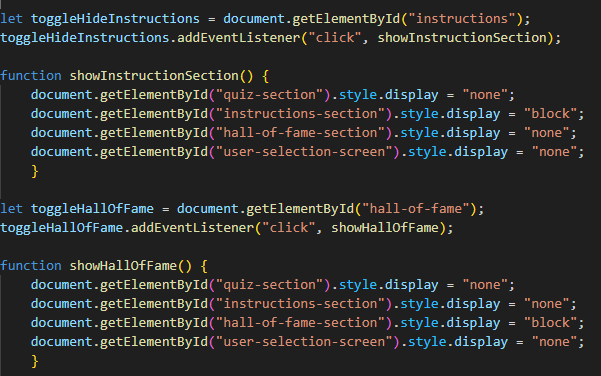 let toggleHideInstructions = document.getElementById("instructions");
toggleHideInstructions.addEventListener("click", showInstructionSection);
function showInstructionSection() {
document.getElementById("quiz-section").style.display = "none";
document.getElementById("instructions-section").style.display = "block";
document.getElementById("hall-of-fame-section").style.display = "none";
document.getElementById("user-selection-screen").style.display = "none";
}
let toggleHallOfFame = document.getElementById("hall-of-fame");
toggleHallOfFame.addEventListener("click", showHallOfFame);
function showHallOfFame() {
document.getElementById("quiz-section").style.display = "none";
document.getElementById("instructions-section").style.display = "none";
document.getElementById("hall-of-fame-section").style.display = "block";
document.getElementById("user-selection-screen").style.display = "none";
}